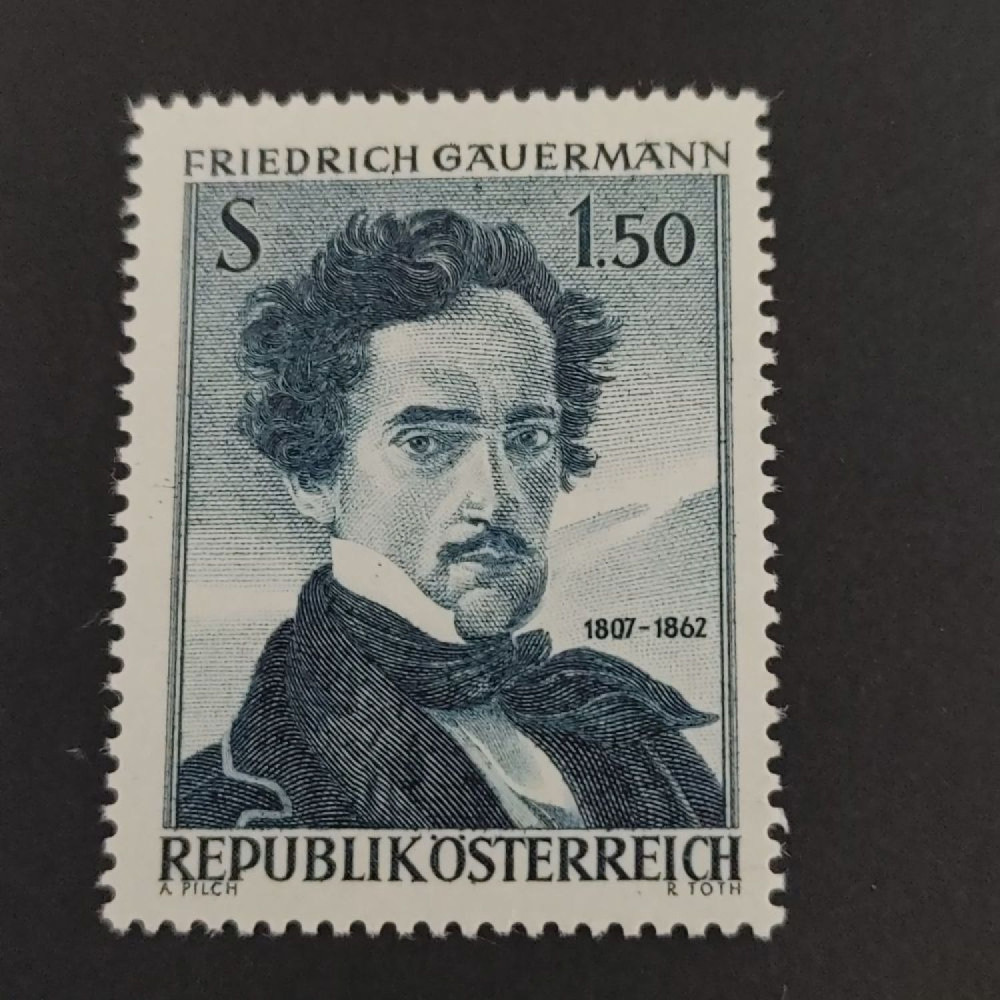 FRIEDRICH GAUERMANN
S 1.50
1807-1862
REPUBLIK ÖSTERREICH
A PILCH R TOTH